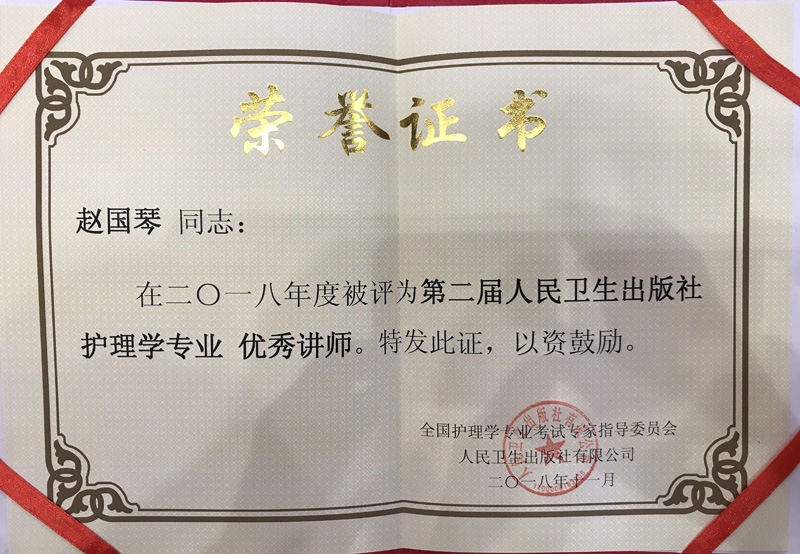 荣誉证书
赵国琴 同志：
在二〇一八年度被评为第二届人民卫生出版社
护理学专业 优秀讲师。特发此证，以资鼓励。
全国护理学专业考试专家指导委员会
人民卫生出版社有限公司
二〇一八年十一月